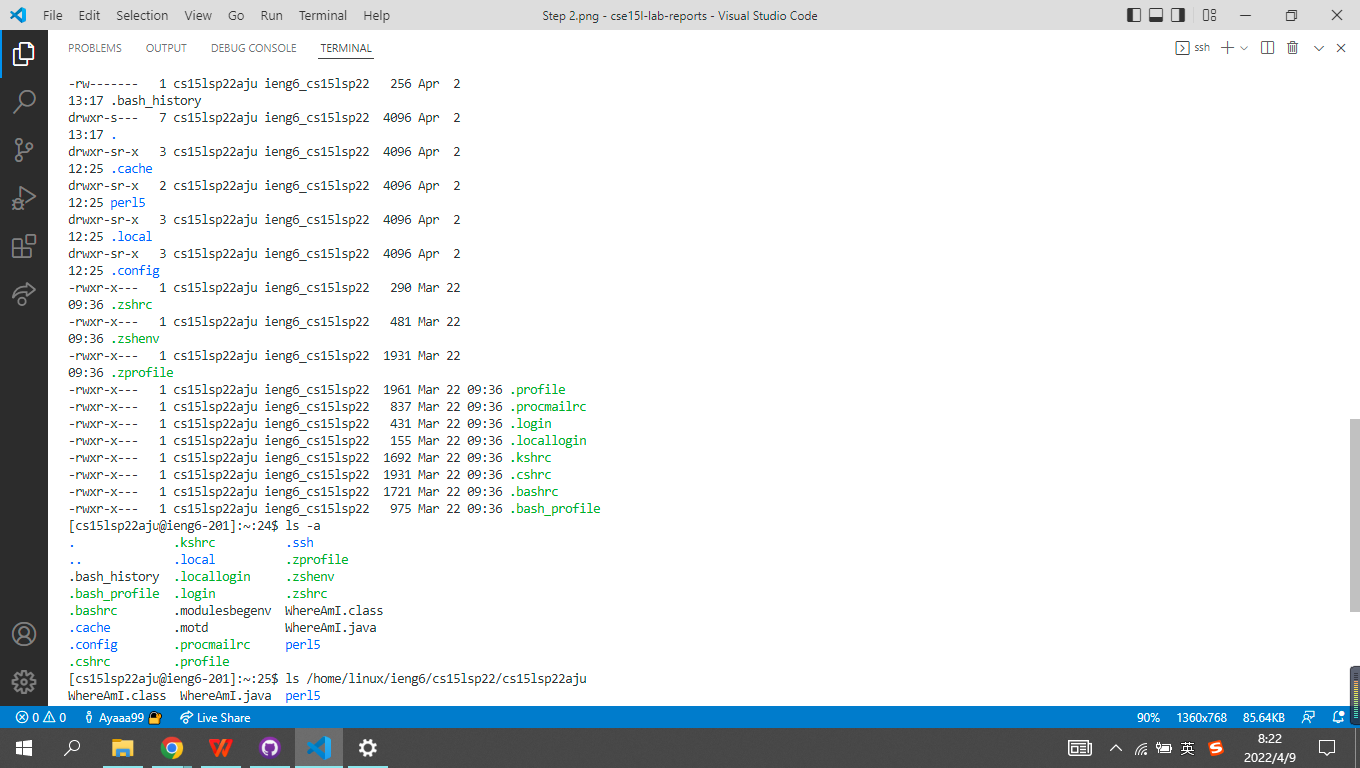 File Edit Selection View Go Run Terminal Help Step 2.png - cse15l-lab-reports - Visual Studio Code
PROBLEMS OUTPUT DEBUG CONSOLE TERMINAL ssh
-rw------- 1 cs15lsp22aju ieng6_cs15lsp22 256 Apr 2
13:17 .bash_history
drwxr-s--- 7 cs15lsp22aju ieng6_cs15lsp22 4096 Apr 2
13:17 .
drwxr-sr-x 3 cs15lsp22aju ieng6_cs15lsp22 4096 Apr 2
12:25 .cache
drwxr-sr-x 2 cs15lsp22aju ieng6_cs15lsp22 4096 Apr 2
12:25 perl5
drwxr-sr-x 3 cs15lsp22aju ieng6_cs15lsp22 4096 Apr 2
12:25 .local
drwxr-sr-x 3 cs15lsp22aju ieng6_cs15lsp22 4096 Apr 2
12:25 .config
-rwxr-x--- 1 cs15lsp22aju ieng6_cs15lsp22 290 Mar 22
09:36 .zshrc
-rwxr-x--- 1 cs15lsp22aju ieng6_cs15lsp22 481 Mar 22
09:36 .zshenv
-rwxr-x--- 1 cs15lsp22aju ieng6_cs15lsp22 1931 Mar 22
09:36 .zprofile
-rwxr-x--- 1 cs15lsp22aju ieng6_cs15lsp22 1961 Mar 22 09:36 .profile
-rwxr-x--- 1 cs15lsp22aju ieng6_cs15lsp22 837 Mar 22 09:36 .procmailrc
-rwxr-x--- 1 cs15lsp22aju ieng6_cs15lsp22 431 Mar 22 09:36 .login
-rwxr-x--- 1 cs15lsp22aju ieng6_cs15lsp22 155 Mar 22 09:36 .locallogin
-rwxr-x--- 1 cs15lsp22aju ieng6_cs15lsp22 1692 Mar 22 09:36 .kshrc
-rwxr-x--- 1 cs15lsp22aju ieng6_cs15lsp22 1931 Mar 22 09:36 .cshrc
-rwxr-x--- 1 cs15lsp22aju ieng6_cs15lsp22 1721 Mar 22 09:36 .bashrc
-rwxr-x--- 1 cs15lsp22aju ieng6_cs15lsp22 975 Mar 22 09:36 .bash_profile
[cs15lsp22aju@ieng6-201]:~:24$ ls -a
. .kshrc .ssh
.. .local .zprofile
.bash_history .locallogin .zshenv
.bash_profile .login .zshrc
.bashrc .modulesbegenv WhereAmI.class
.cache .motd WhereAmI.java
.config .procmailrc perl5
.cshrc .profile
[cs15lsp22aju@ieng6-201]:~:25$ ls /home/linux/ieng6/cs15lsp22/cs15lsp22aju
WhereAmI.class WhereAmI.java perl5
0 0 Ayaaa99 Live Share 90% 1360x768 85.64KB
英 8:22
2022/4/9